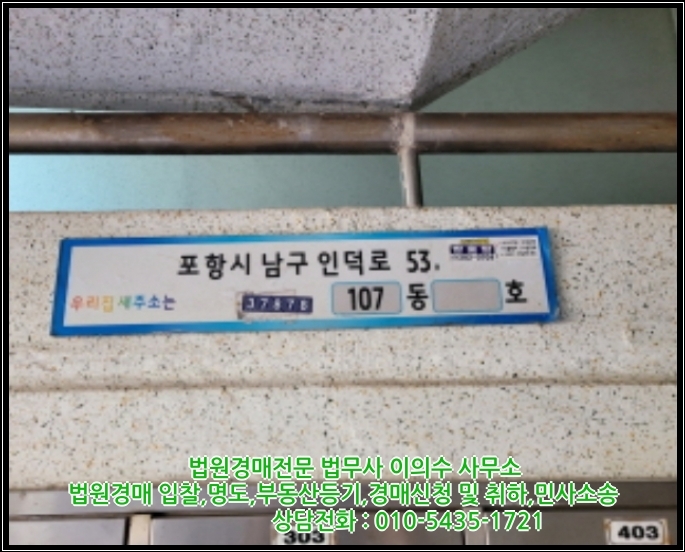 포항시 남구 인덕로 53,
우리집새주소는 37878 107 동 호
법원경매전문 법무사 이의수 사무소
법원경매 입찰,명도,부동산등기,경매신청 및 취하,민사소송
상담전화 : 010-5435-1721
303 403